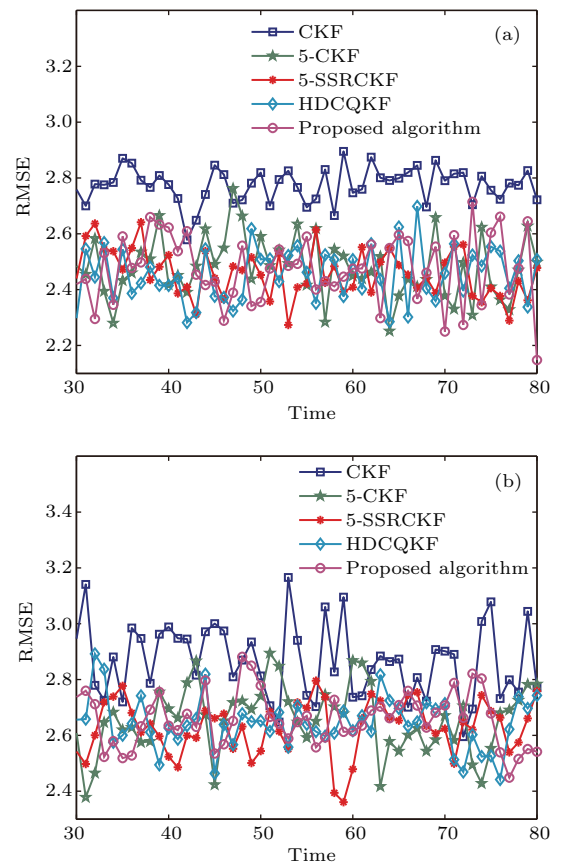 (a)
CKF
5-CKF
5-SSRCKF
HDCQKF
Proposed algorithm
RMSE
3.2
3.0
2.8
2.6
2.4
2.2
30 40 50 60 70 80
Time
(b)
CKF
5-CKF
5-SSRCKF
HDCQKF
Proposed algorithm
RMSE
3.4
3.2
3.0
2.8
2.6
2.4
30 40 50 60 70 80
Time